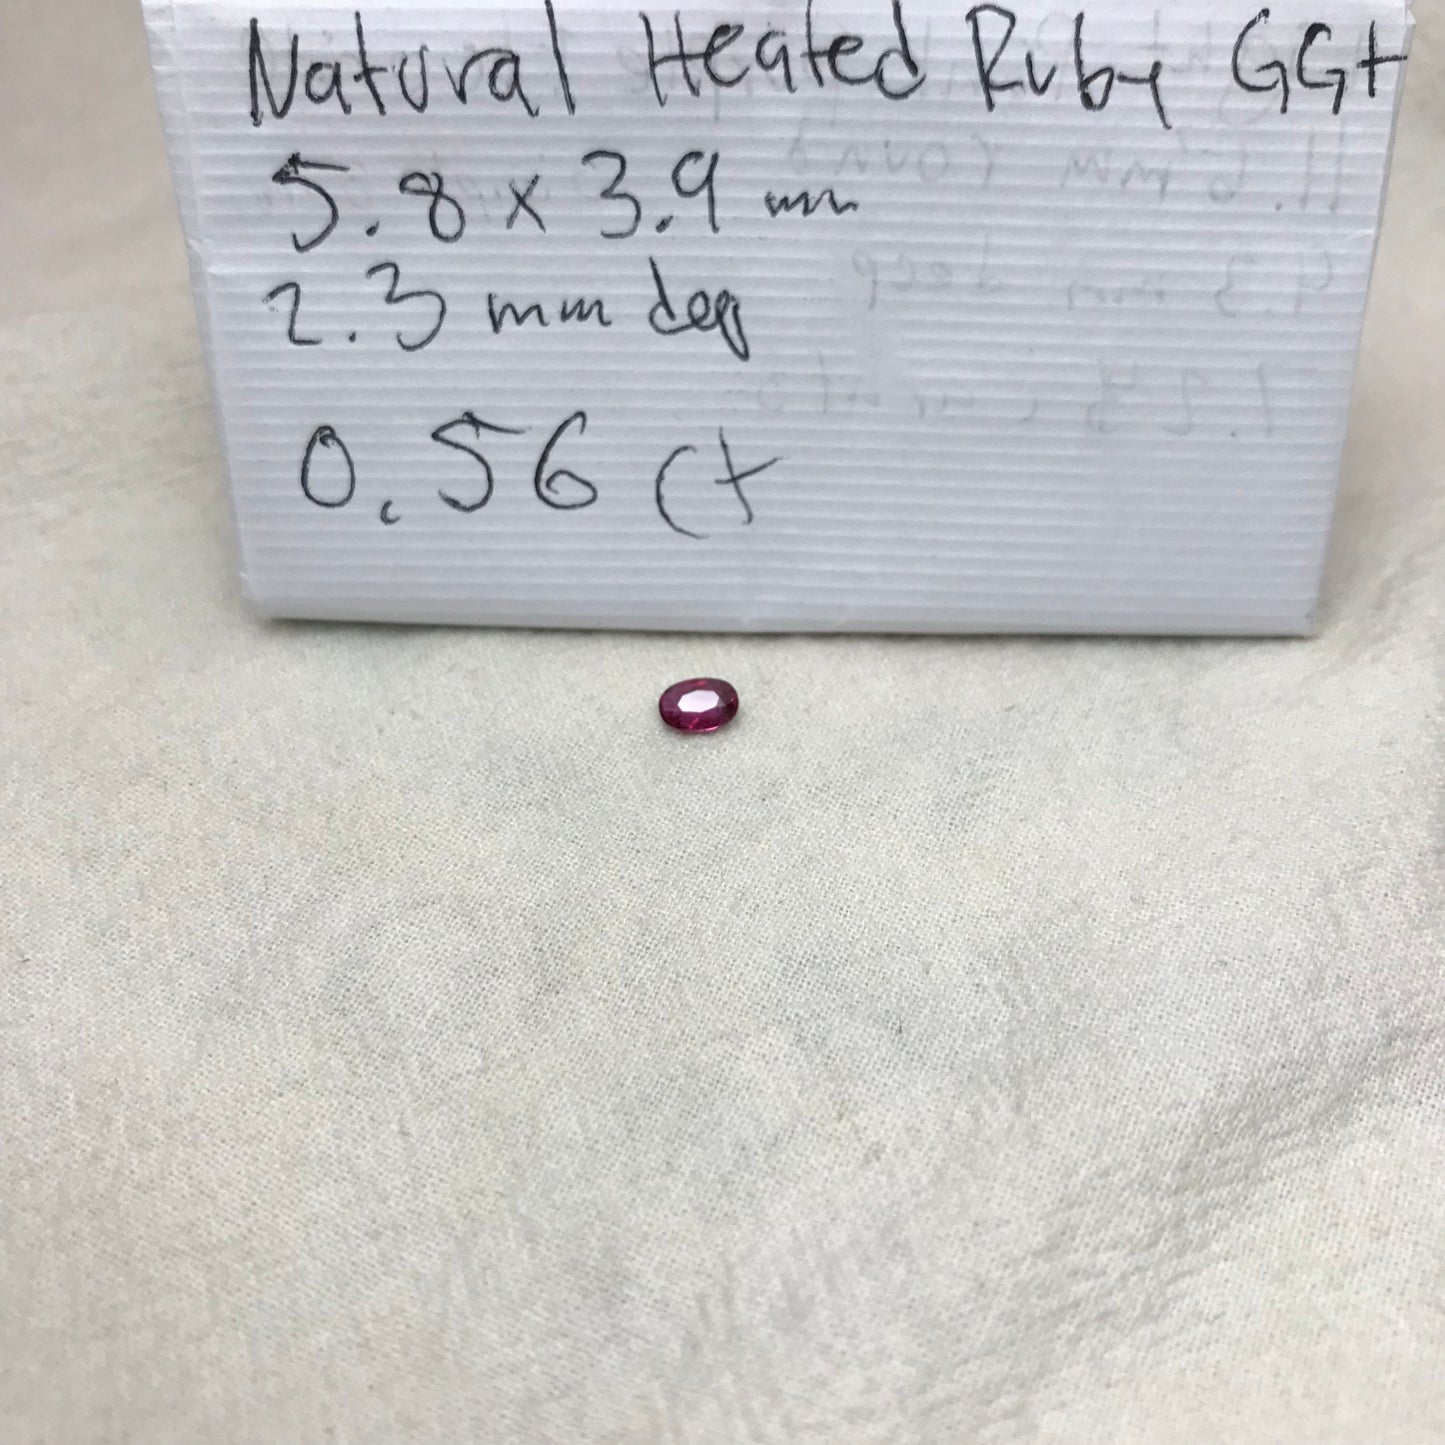 Natural Heated Ruby GGt
5.8 x 3.9 mm
2.3 mm deep
0.56 ct